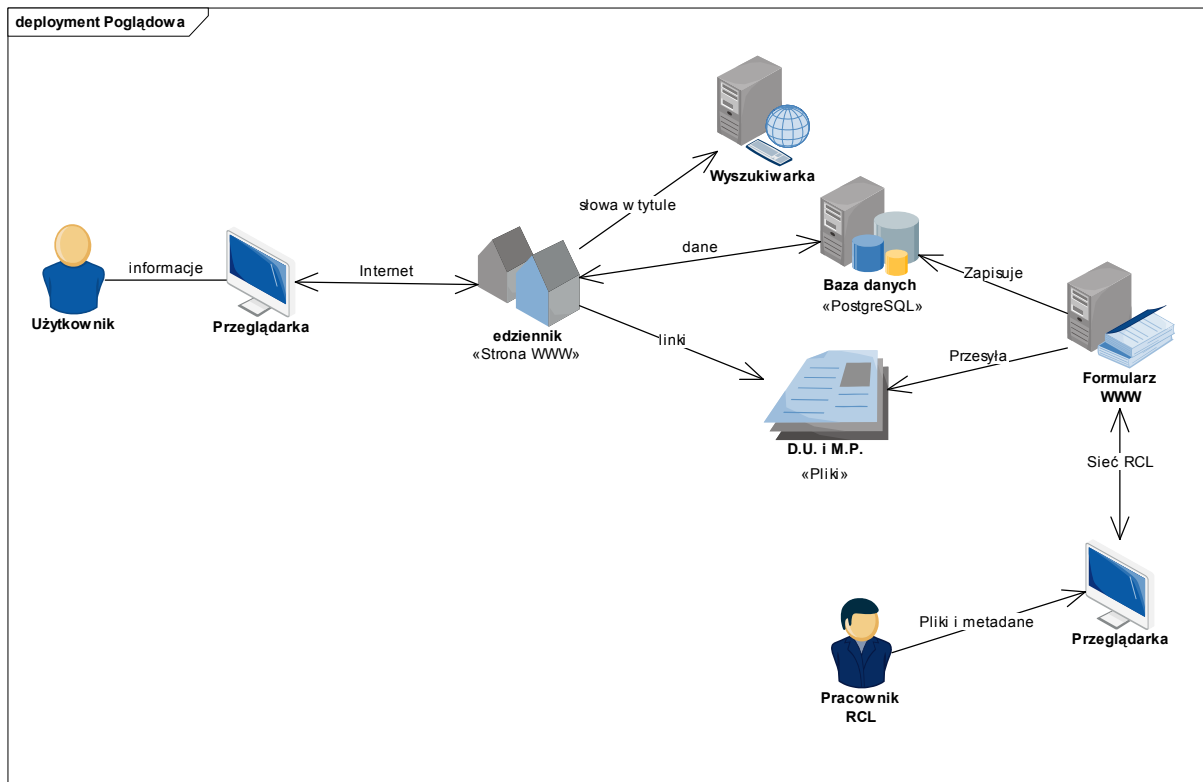 deployment Poglądowa
Wyszukiwarka
słowa w tytule
dane
Baza danych
«PostgreSQL»
Zapisuje
informacje
Internet
Użytkownik
Przeglądarka
edziennik
«Strona WWW»
linki
Przesyła
Formularz
WWW
D.U. i M.P.
«Pliki»
Sieć RCL
Pliki i metadane
Przeglądarka
Pracownik
RCL